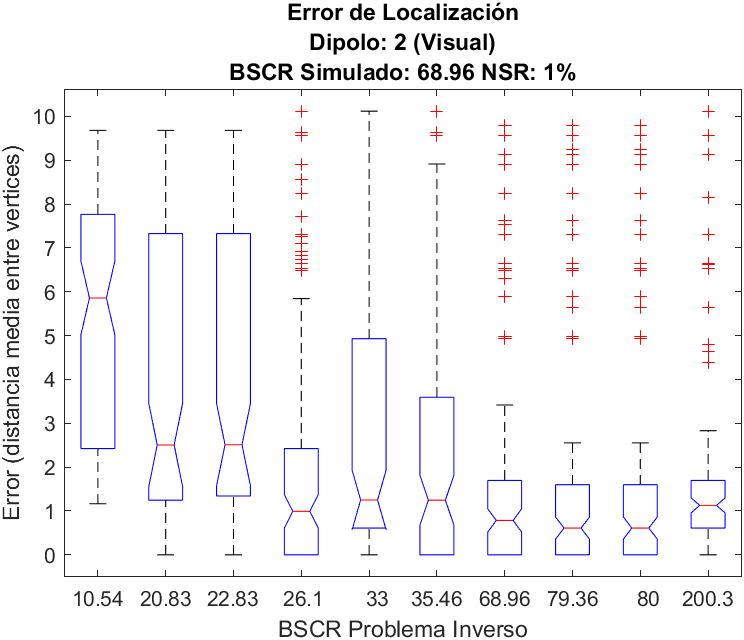 Error de Localización
Dipolo: 2 (Visual)
BSCR Simulado: 68.96 NSR: 1%
Error (distancia media entre vertices)
10
9
8
7
6
5
4
3
2
1
0
10.54 20.83 22.83 26.1 33 35.46 68.96 79.36 80 200.3
BSCR Problema Inverso